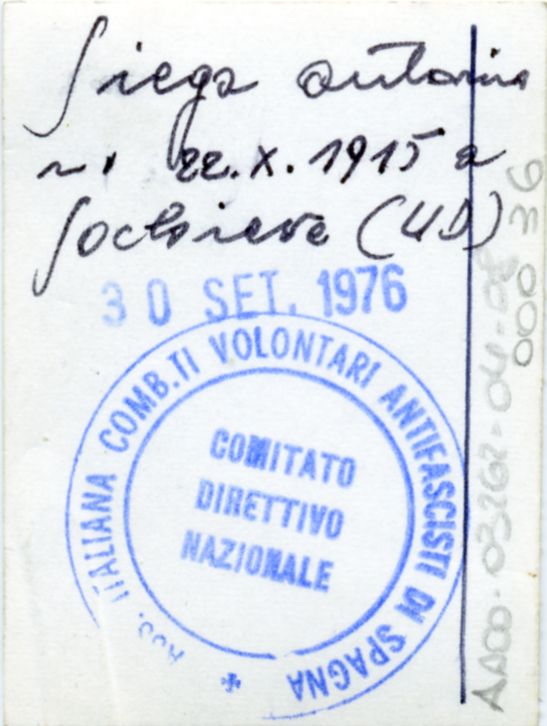 Siega Antonio
n. 22.X.1915 a
Socchieve (UD)
30 SET. 1976
ASS. ITALIANA COMB.TI VOLONTARI ANTIFASCISTI DI SPAGNA
COMITATO
DIRETTIVO
NAZIONALE
000036